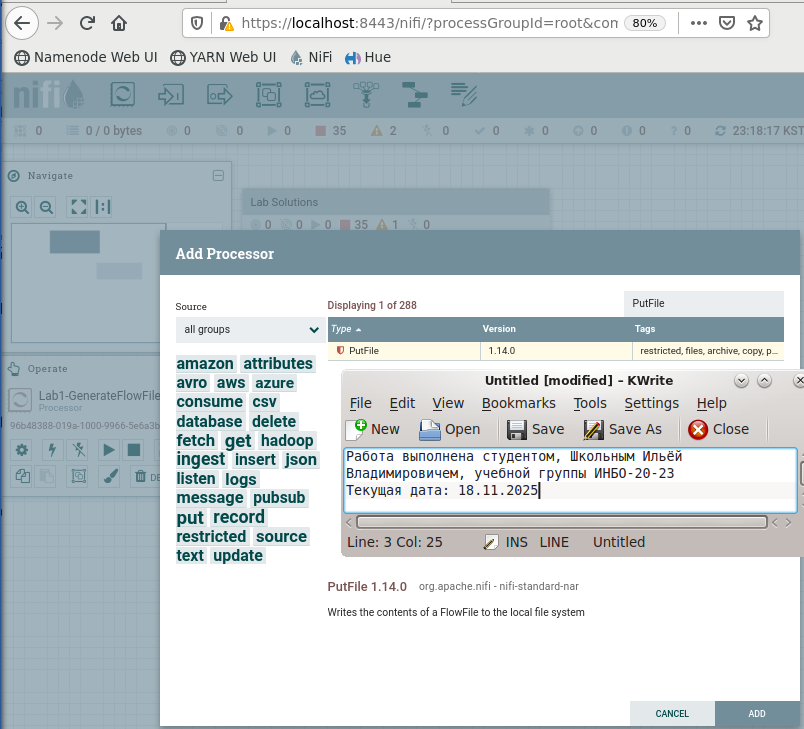 https://localhost:8443/nifi/?processGroupId=root&con 80%
Namenode Web UI YARN Web UI NiFi Hue
nifi
0 0 / 0 bytes 0 0 0 35 2 0 0 0 0 0 ? 0 23:18:17 KST
Navigate
Lab Solutions
0 0 0 35 1 0
Operate
Lab1-GenerateFlowFile
Processor
96b48388-019a-1000-9966-5e6a3b
DE
Add Processor
Source
Displaying 1 of 288
PutFile
all groups
Type Version Tags
PutFile 1.14.0 restricted, files, archive, copy, p...
amazon attributes
avro aws azure
consume csv
database delete
fetch get hadoop
ingest insert json
listen logs
message pubsub
put record
restricted source
text update
Untitled [modified] – KWrite
File Edit View Bookmarks Tools Settings Help
New Open Save Save As Close
Работа выполнена студентом, Школьным Ильёй
Владимировичем, учебной группы ИНБО-20-23
Текущая дата: 18.11.2025
Line: 3 Col: 25 INS LINE Untitled
PutFile 1.14.0 org.apache.nifi - nifi-standard-nar
Writes the contents of a FlowFile to the local file system
CANCEL ADD